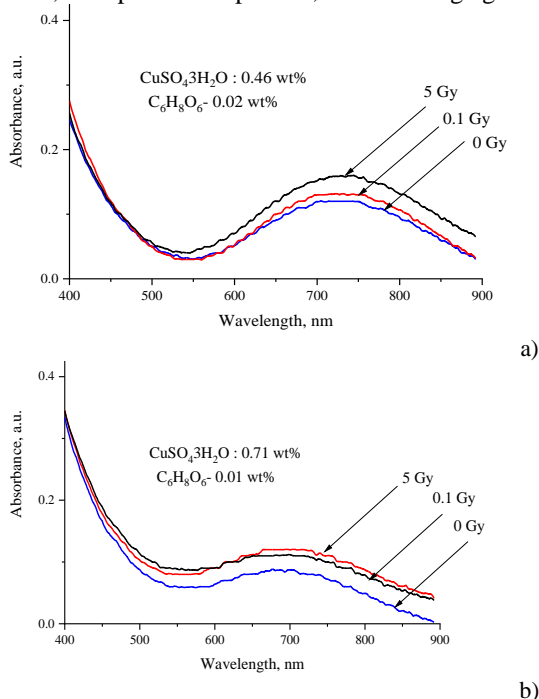 0.4
CuSO₄3H₂O : 0.46 wt%
C₆H₈O₆- 0.02 wt%
5 Gy
0.1 Gy
0 Gy
0.2
0.0
Absorbance, a.u.
400 500 600 700 800 900
Wavelength, nm
a)
0.4
CuSO₄3H₂O : 0.71 wt%
C₆H₈O₆- 0.01 wt%
5 Gy
0.1 Gy
0 Gy
0.2
0.0
Absorbance, a.u.
400 500 600 700 800 900
Wavelength, nm
b)